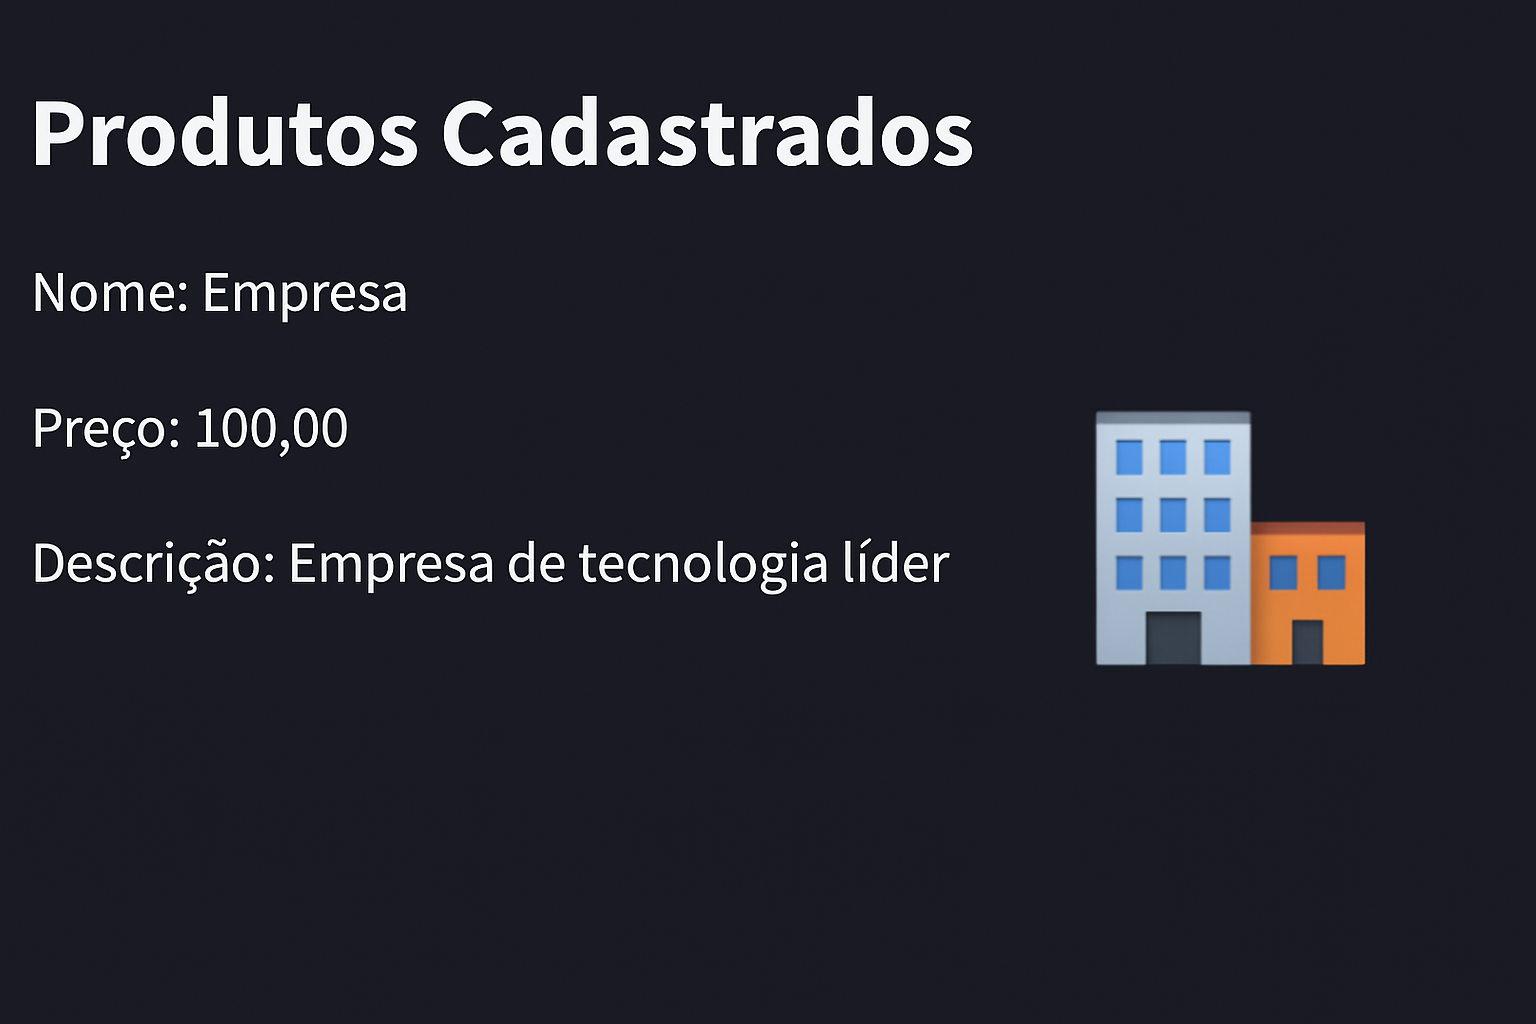 Produtos Cadastrados
Nome: Empresa
Preço: 100,00
Descrição: Empresa de tecnologia líder